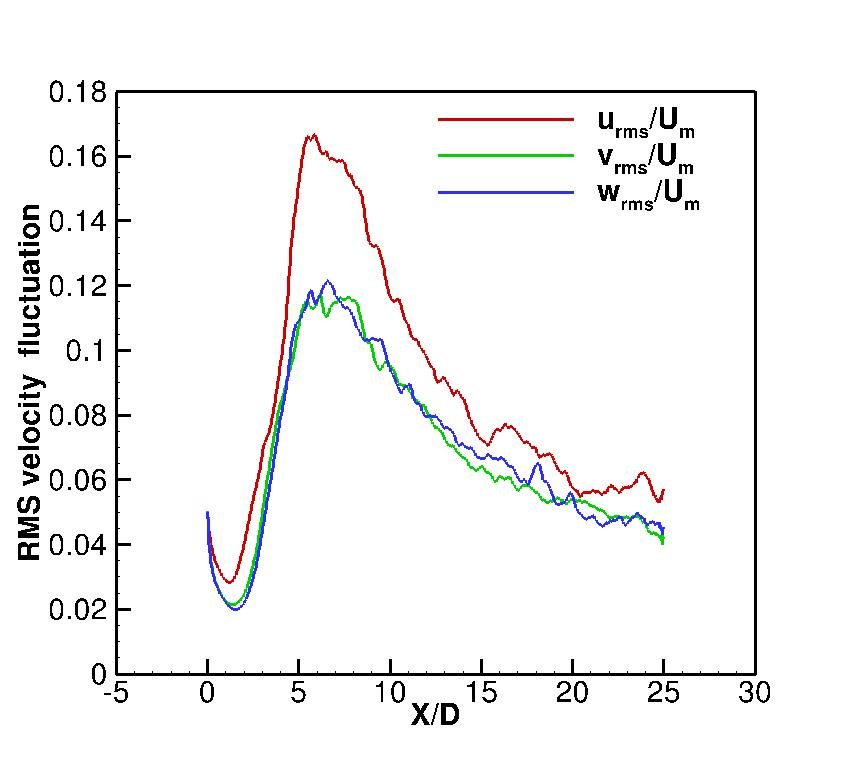 0.18
0.16
0.14
0.12
0.1
0.08
0.06
0.04
0.02
0
RMS velocity fluctuation
u_rms/U_m
v_rms/U_m
w_rms/U_m
-5 0 5 10 15 20 25 30
X/D